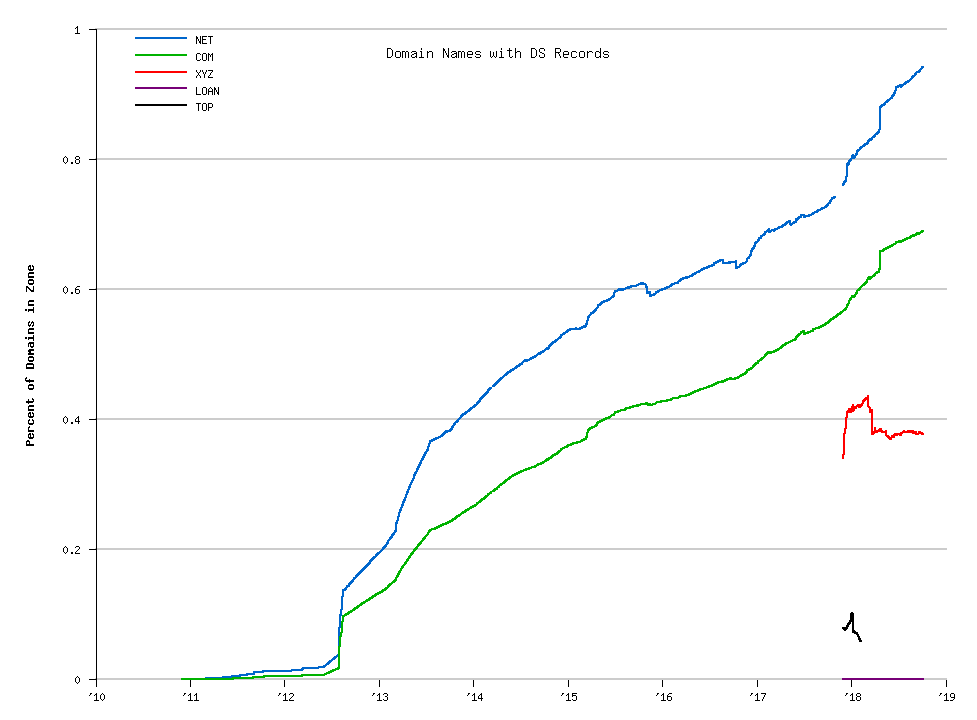 Domain Names with DS Records
NET
COM
XYZ
LOAN
TOP
Percent of Domains in Zone
1
0.8
0.6
0.4
0.2
0
'10
'11
'12
'13
'14
'15
'16
'17
'18
'19